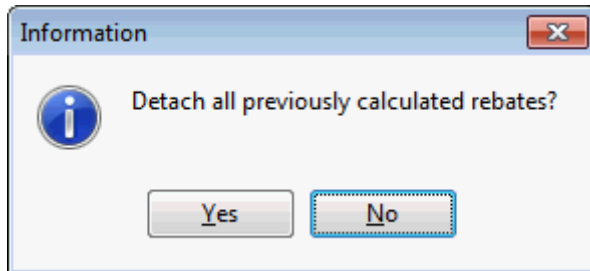 Information
Detach all previously calculated rebates?
Yes
No